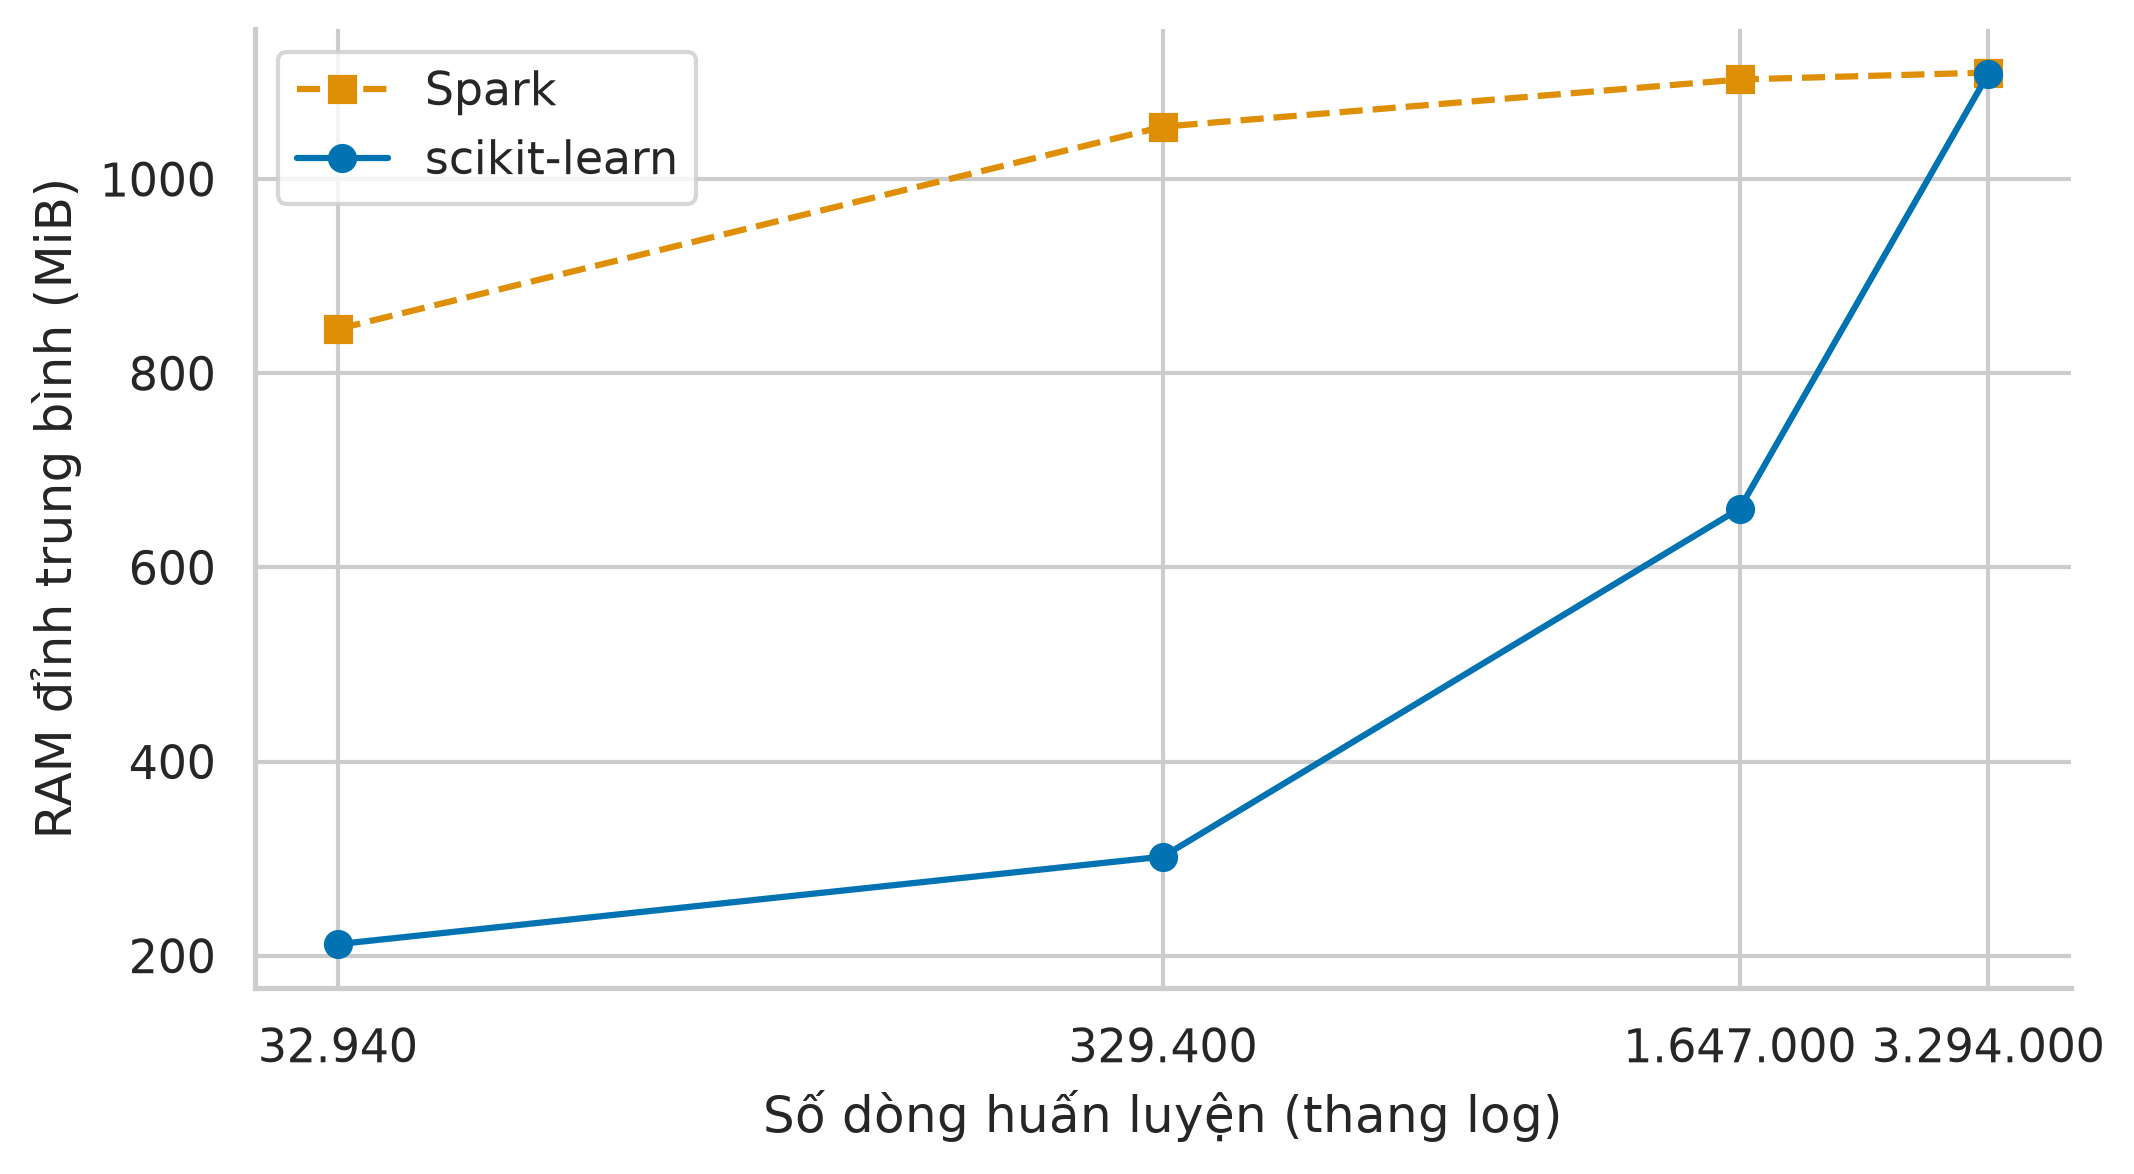 Spark
scikit-learn
RAM đỉnh trung bình (MiB)
1000
800
600
400
200
32.940 329.400 1.647.000 3.294.000
Số dòng huấn luyện (thang log)